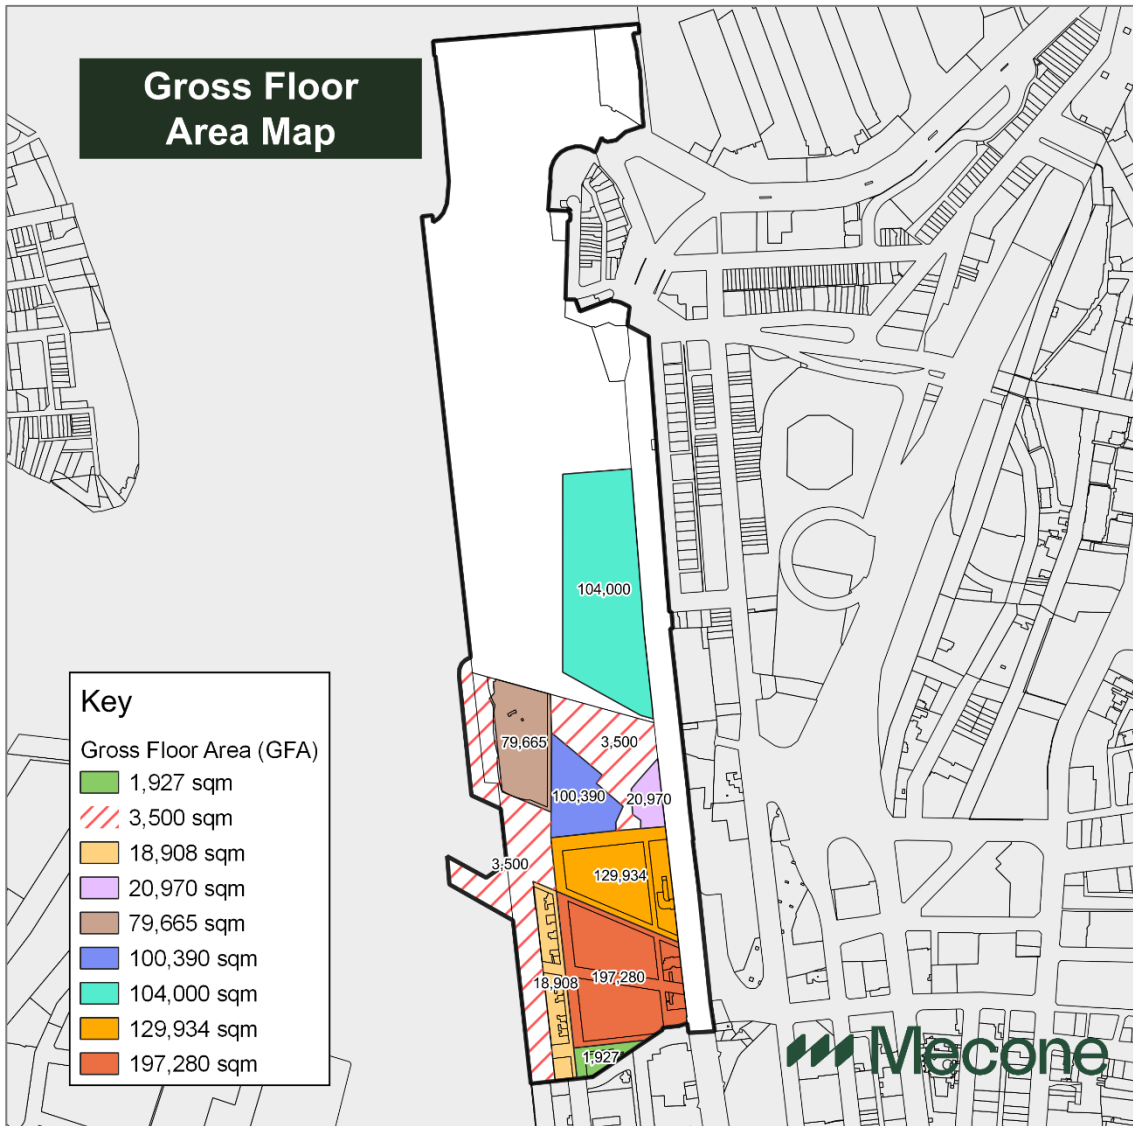 Gross Floor
Area Map
104,000
79,665
3,500
100,390
20,970
3,500
129,934
18,908
197,280
1,927
Key
Gross Floor Area (GFA)
1,927 sqm
3,500 sqm
18,908 sqm
20,970 sqm
79,665 sqm
100,390 sqm
104,000 sqm
129,934 sqm
197,280 sqm
Mecone